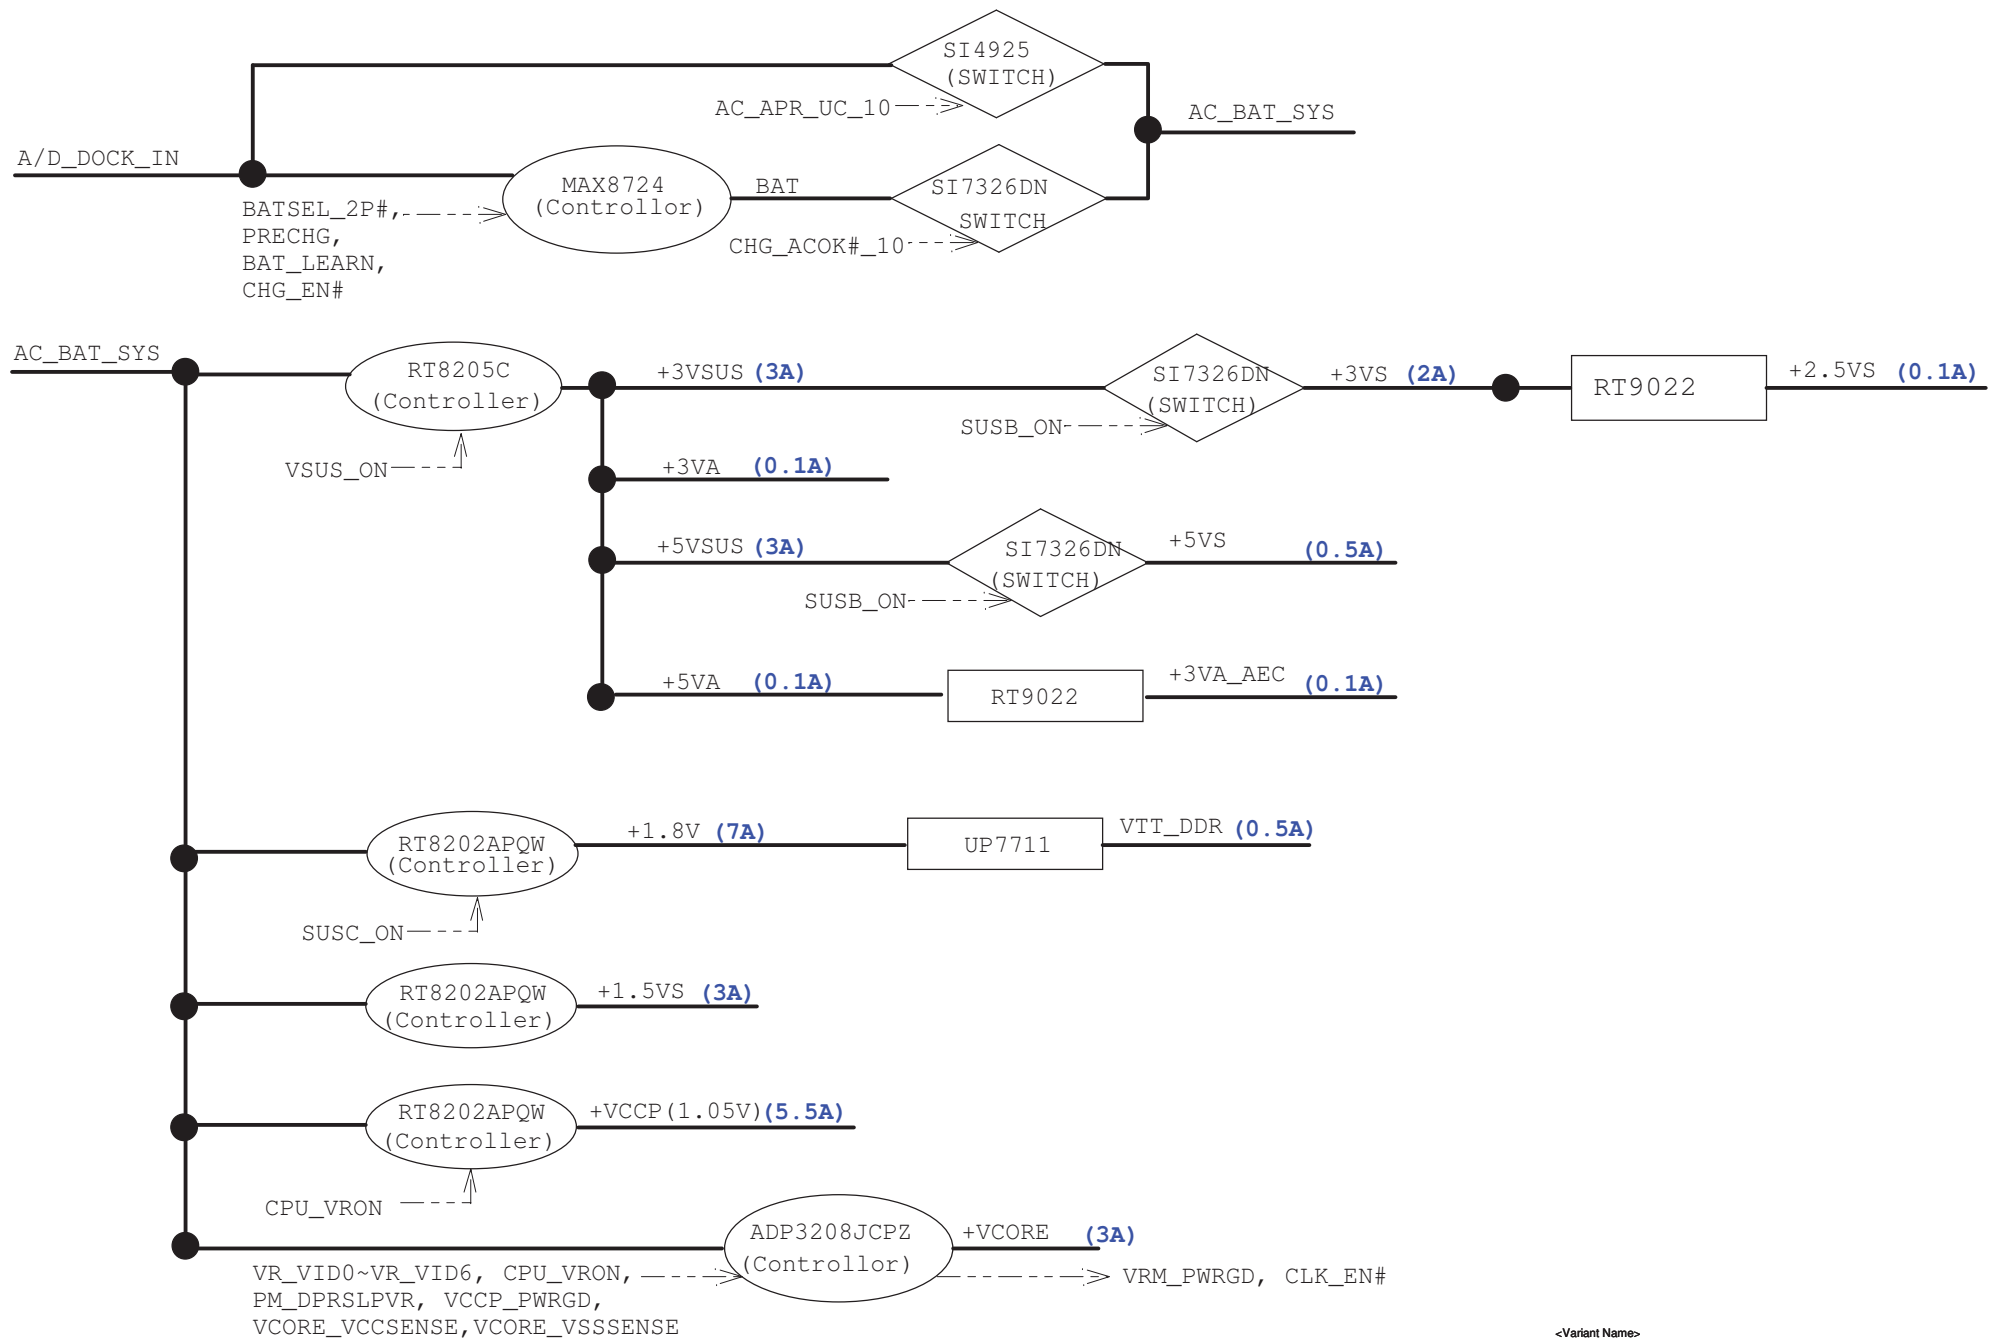 SI4925
(SWITCH)
AC_APR_UC_10
AC_BAT_SYS
A/D_DOCK_IN
MAX8724
(Controllor)
BAT
SI7326DN
SWITCH
BATSEL_2P#,
PRECHG,
BAT_LEARN,
CHG_EN#
CHG_ACOK#_10
AC_BAT_SYS
RT8205C
(Controller)
VSUS_ON
+3VSUS (3A)
SI7326DN
(SWITCH)
SUSB_ON
+3VS (2A)
RT9022
+2.5VS (0.1A)
+3VA (0.1A)
+5VSUS (3A)
SI7326DN
(SWITCH)
SUSB_ON
+5VS (0.5A)
+5VA (0.1A)
RT9022
+3VA_AEC (0.1A)
RT8202APQW
(Controller)
SUSC_ON
+1.8V (7A)
UP7711
VTT_DDR (0.5A)
RT8202APQW
(Controller)
+1.5VS (3A)
RT8202APQW
(Controller)
+VCCP(1.05V)(5.5A)
CPU_VRON
ADP3208JCPZ
(Controllor)
+VCORE (3A)
VR_VID0~VR_VID6, CPU_VRON,
PM_DPRSLPVR, VCCP_PWRGD,
VCORE_VCCSENSE,VCORE_VSSSENSE
VRM_PWRGD, CLK_EN#
<Variant Name>